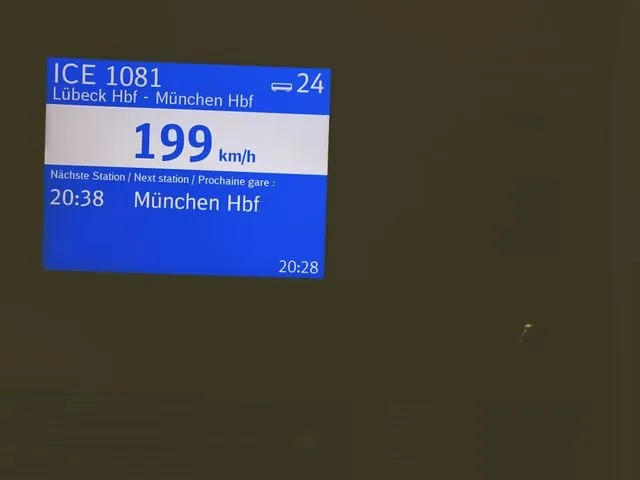 ICE 1081 24
Lübeck Hbf - München Hbf
199 km/h
Nächste Station / Next station / Prochaine gare :
20:38 München Hbf
20:28